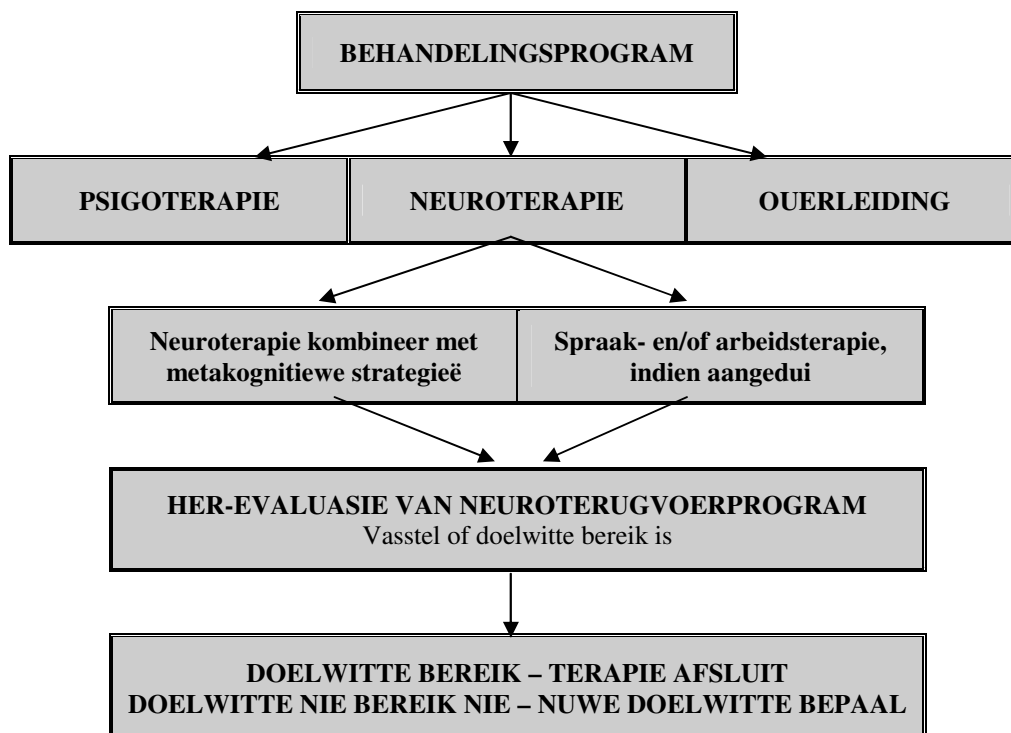 BEHANDELINGSPROGRAM
PSIGOTERAPIE
NEUROTERAPIE
OUERLEIDING
Neuroterapie kombineer met
metakognitiewe strategieë
Spraak- en/of arbeidsterapie,
indien aangedui
HER-EVALUASIE VAN NEUROTERUGVOERPROGRAM
Vasstel of doelwitte bereik is
DOELWITTE BEREIK – TERAPIE AFSLUIT
DOELWITTE NIE BEREIK NIE – NUWE DOELWITTE BEPAAL